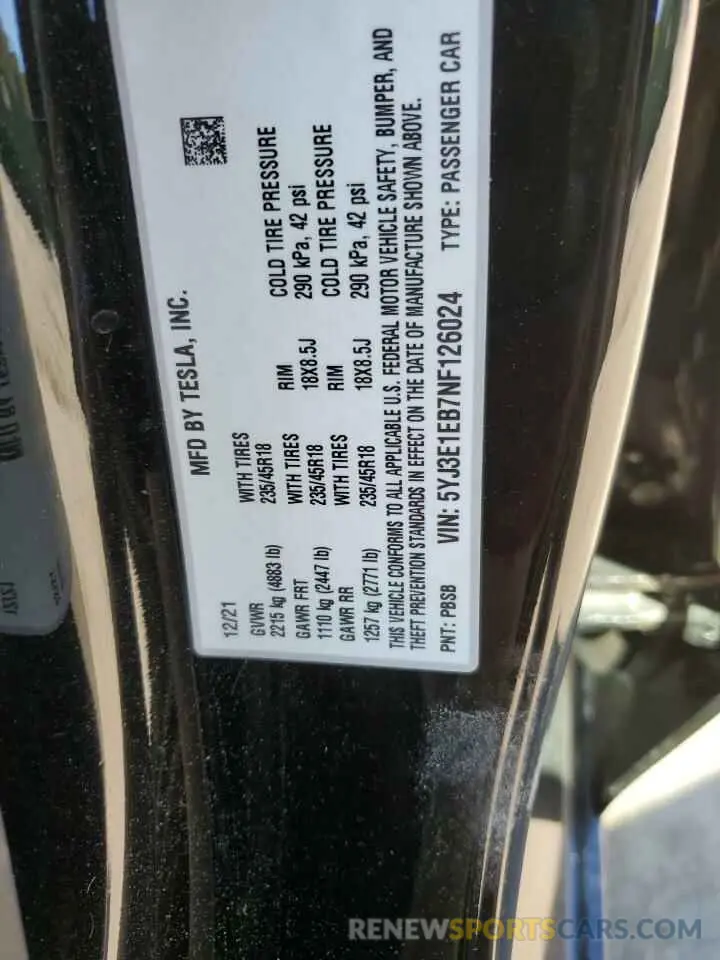 MFD BY TESLA, INC.
12/21
GVWR WITH TIRES RIM COLD TIRE PRESSURE
2215 kg (4883 lb) 235/45R18 18X8.5J 290 kPa, 42 psi
GAWR FRT WITH TIRES RIM COLD TIRE PRESSURE
1110 kg (2447 lb) 235/45R18 18X8.5J 290 kPa, 42 psi
GAWR RR WITH TIRES
1257 kg (2771 lb) 235/45R18
THIS VEHICLE CONFORMS TO ALL APPLICABLE U.S. FEDERAL MOTOR VEHICLE SAFETY, BUMPER, AND
THEFT PREVENTION STANDARDS IN EFFECT ON THE DATE OF MANUFACTURE SHOWN ABOVE.
PNT: PBSB VIN: 5YJ3E1EB7NF126024 TYPE: PASSENGER CAR
RENEWSPORTSCARS.COM